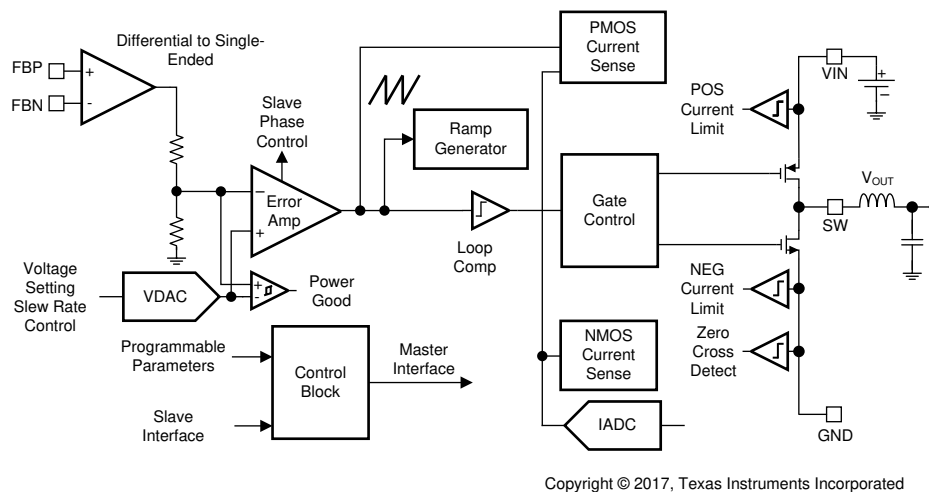 Differential to Single-
Ended
FBP
FBN
+
-
PMOS
Current
Sense
VIN
+
−
POS
Current
Limit
Slave
Phase
Control
Ramp
Generator
−
Error
Amp
+
Loop
Comp
Gate
Control
VOUT
SW
Voltage
Setting
Slew Rate
Control
VDAC
+
-
Power
Good
NEG
Current
Limit
Zero
Cross
Detect
Programmable
Parameters
Slave
Interface
Control
Block
Master
Interface
NMOS
Current
Sense
IADC
GND
Copyright © 2017, Texas Instruments Incorporated